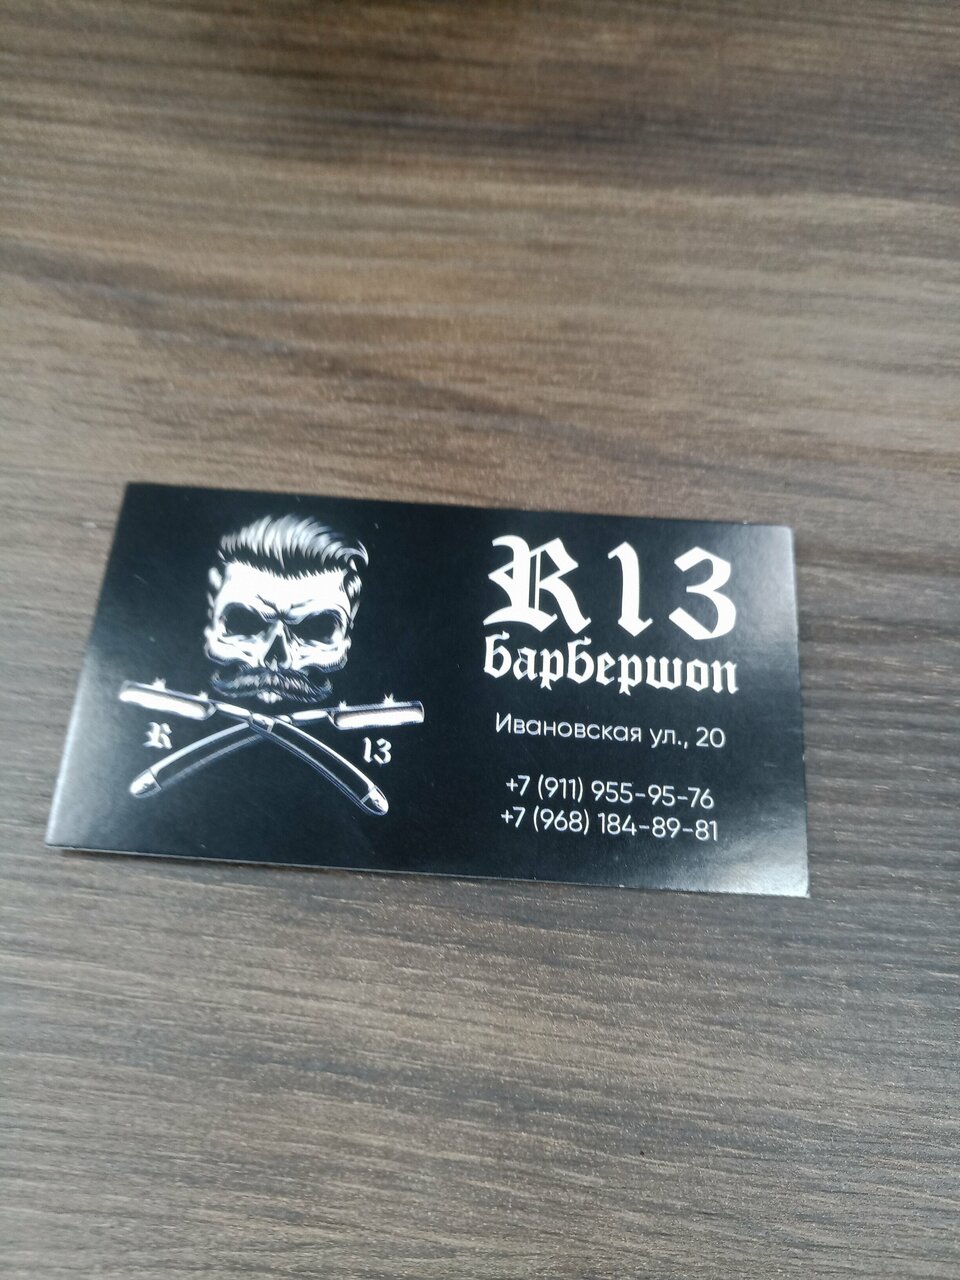 R13
барбершоп
Ивановская ул., 20
+7 (911) 955-95-76
+7 (968) 184-89-81
R 13